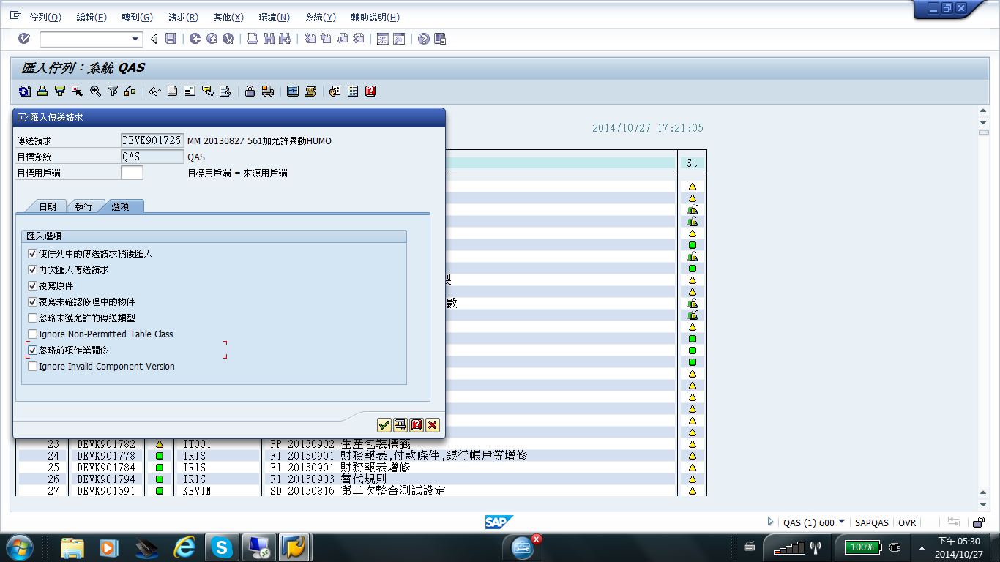 佇列(Q) 編輯(E) 轉到(G) 請求(R) 其他(X) 環境(N) 系統(Y) 輔助說明(H)
匯入佇列：系統 QAS
匯入傳送請求
2014/10/27 17:21:05
傳送請求 DEVK901726 MM 20130827 561加允許異動HUMO
目標系統 QAS QAS
目標用戶端 目標用戶端 = 來源用戶端
St
日期 執行 選項
匯入選項
使佇列中的傳送請求稍後匯入
再次匯入傳送請求
覆寫原件
覆寫未確認修理中的物件
數
忽略未獲允許的傳送類型
Ignore Non-Permitted Table Class
忽略前項作業關係
Ignore Invalid Component Version
23 DEVK901782 IT001 PP 20130902 生產包裝標籤
24 DEVK901778 IRIS FI 20130901 財務報表,付款條件,銀行帳戶等增修
25 DEVK901784 IRIS FI 20130901 財務報表增修
26 DEVK901794 IRIS FI 20130903 替代規則
27 DEVK901691 KEVIN SD 20130816 第二次整合測試設定
SAP QAS (1) 600 SAPQAS OVR
100% 下午 05:30
2014/10/27